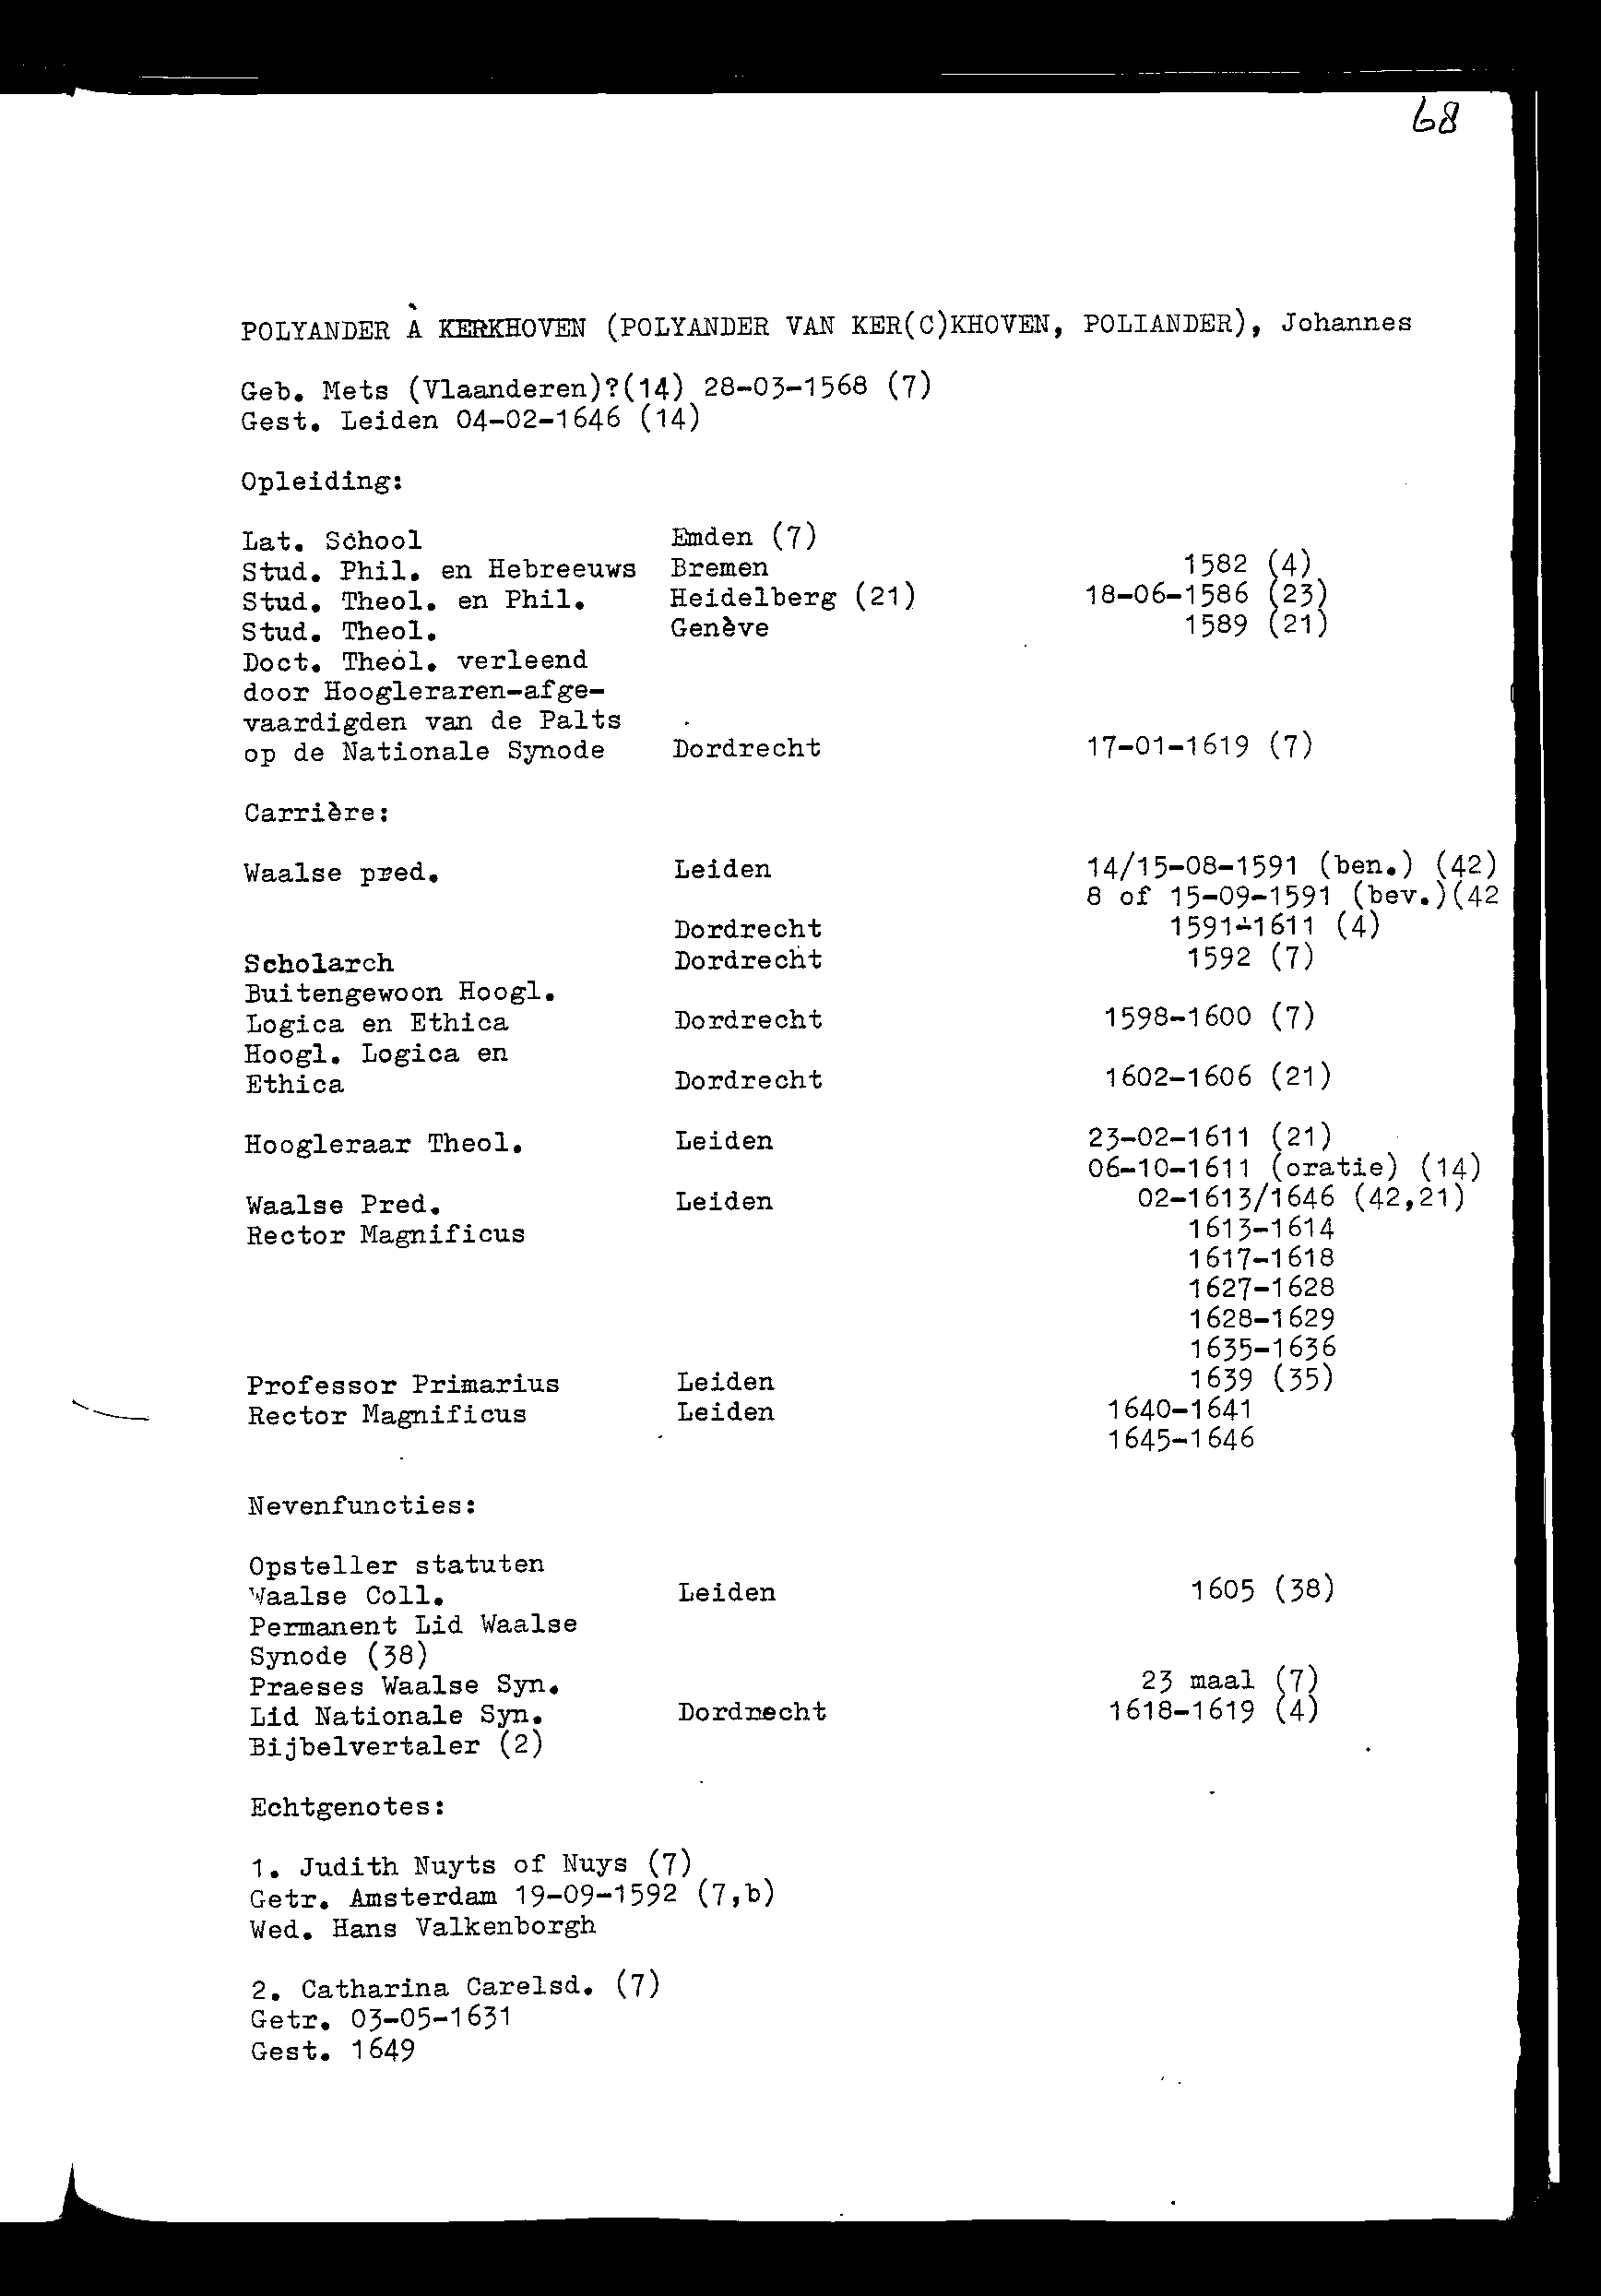 68
POLYANDER À KERKHOVEN (POLYANDER VAN KER(C)KHOVEN, POLIANDER), Johannes
Geb. Mets (Vlaanderen)?(14) 28-03-1568 (7)
Gest. Leiden 04-02-1646 (14)
Opleiding:
Lat. School Emden (7)
Stud. Phil. en Hebreeuws Bremen 1582 (4)
Stud. Theol. en Phil. Heidelberg (21) 18-06-1586 (23)
Stud. Theol. Genève 1589 (21)
Doct. Theol. verleend
door Hoogleraren-afge-
vaardigden van de Palts
op de Nationale Synode Dordrecht 17-01-1619 (7)
Carrière:
Waalse pred. Leiden 14/15-08-1591 (ben.) (42)
8 of 15-09-1591 (bev.)(42
Dordrecht 1591-1611 (4)
Scholarch Dordrecht 1592 (7)
Buitengewoon Hoogl.
Logica en Ethica Dordrecht 1598-1600 (7)
Hoogl. Logica en
Ethica Dordrecht 1602-1606 (21)
Hoogleraar Theol. Leiden 23-02-1611 (21)
06-10-1611 (oratie) (14)
Waalse Pred. Leiden 02-1613/1646 (42,21)
Rector Magnificus 1613-1614
1617-1618
1627-1628
1628-1629
1635-1636
Professor Primarius Leiden 1639 (35)
Rector Magnificus Leiden 1640-1641
1645-1646
Nevenfuncties:
Opsteller statuten
Waalse Coll. Leiden 1605 (38)
Permanent Lid Waalse
Synode (38)
Praeses Waalse Syn. 23 maal (7)
Lid Nationale Syn. Dordrecht 1618-1619 (4)
Bijbelvertaler (2)
Echtgenotes:
1. Judith Nuyts of Nuys (7)
Getr. Amsterdam 19-09-1592 (7,b)
Wed. Hans Valkenborgh
2. Catharina Carelsd. (7)
Getr. 03-05-1631
Gest. 1649